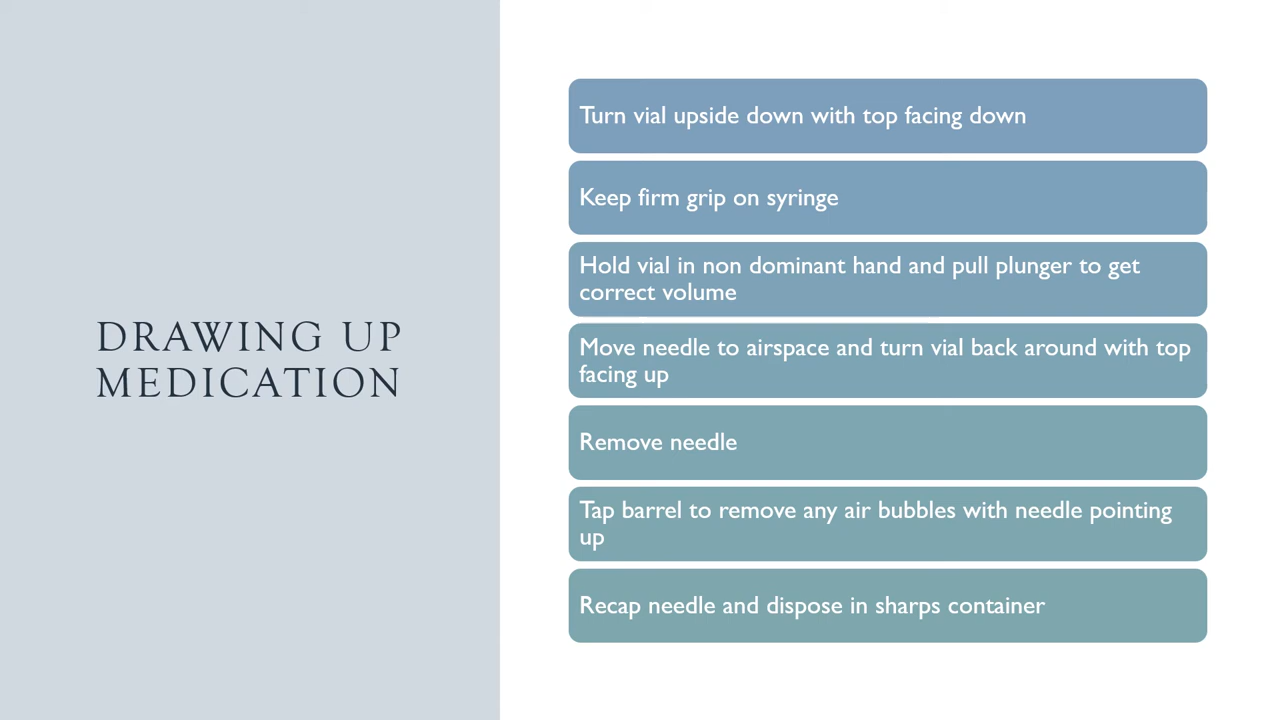 DRAWING UP
MEDICATION
Turn vial upside down with top facing down
Keep firm grip on syringe
Hold vial in non dominant hand and pull plunger to get
correct volume
Move needle to airspace and turn vial back around with top
facing up
Remove needle
Tap barrel to remove any air bubbles with needle pointing
up
Recap needle and dispose in sharps container